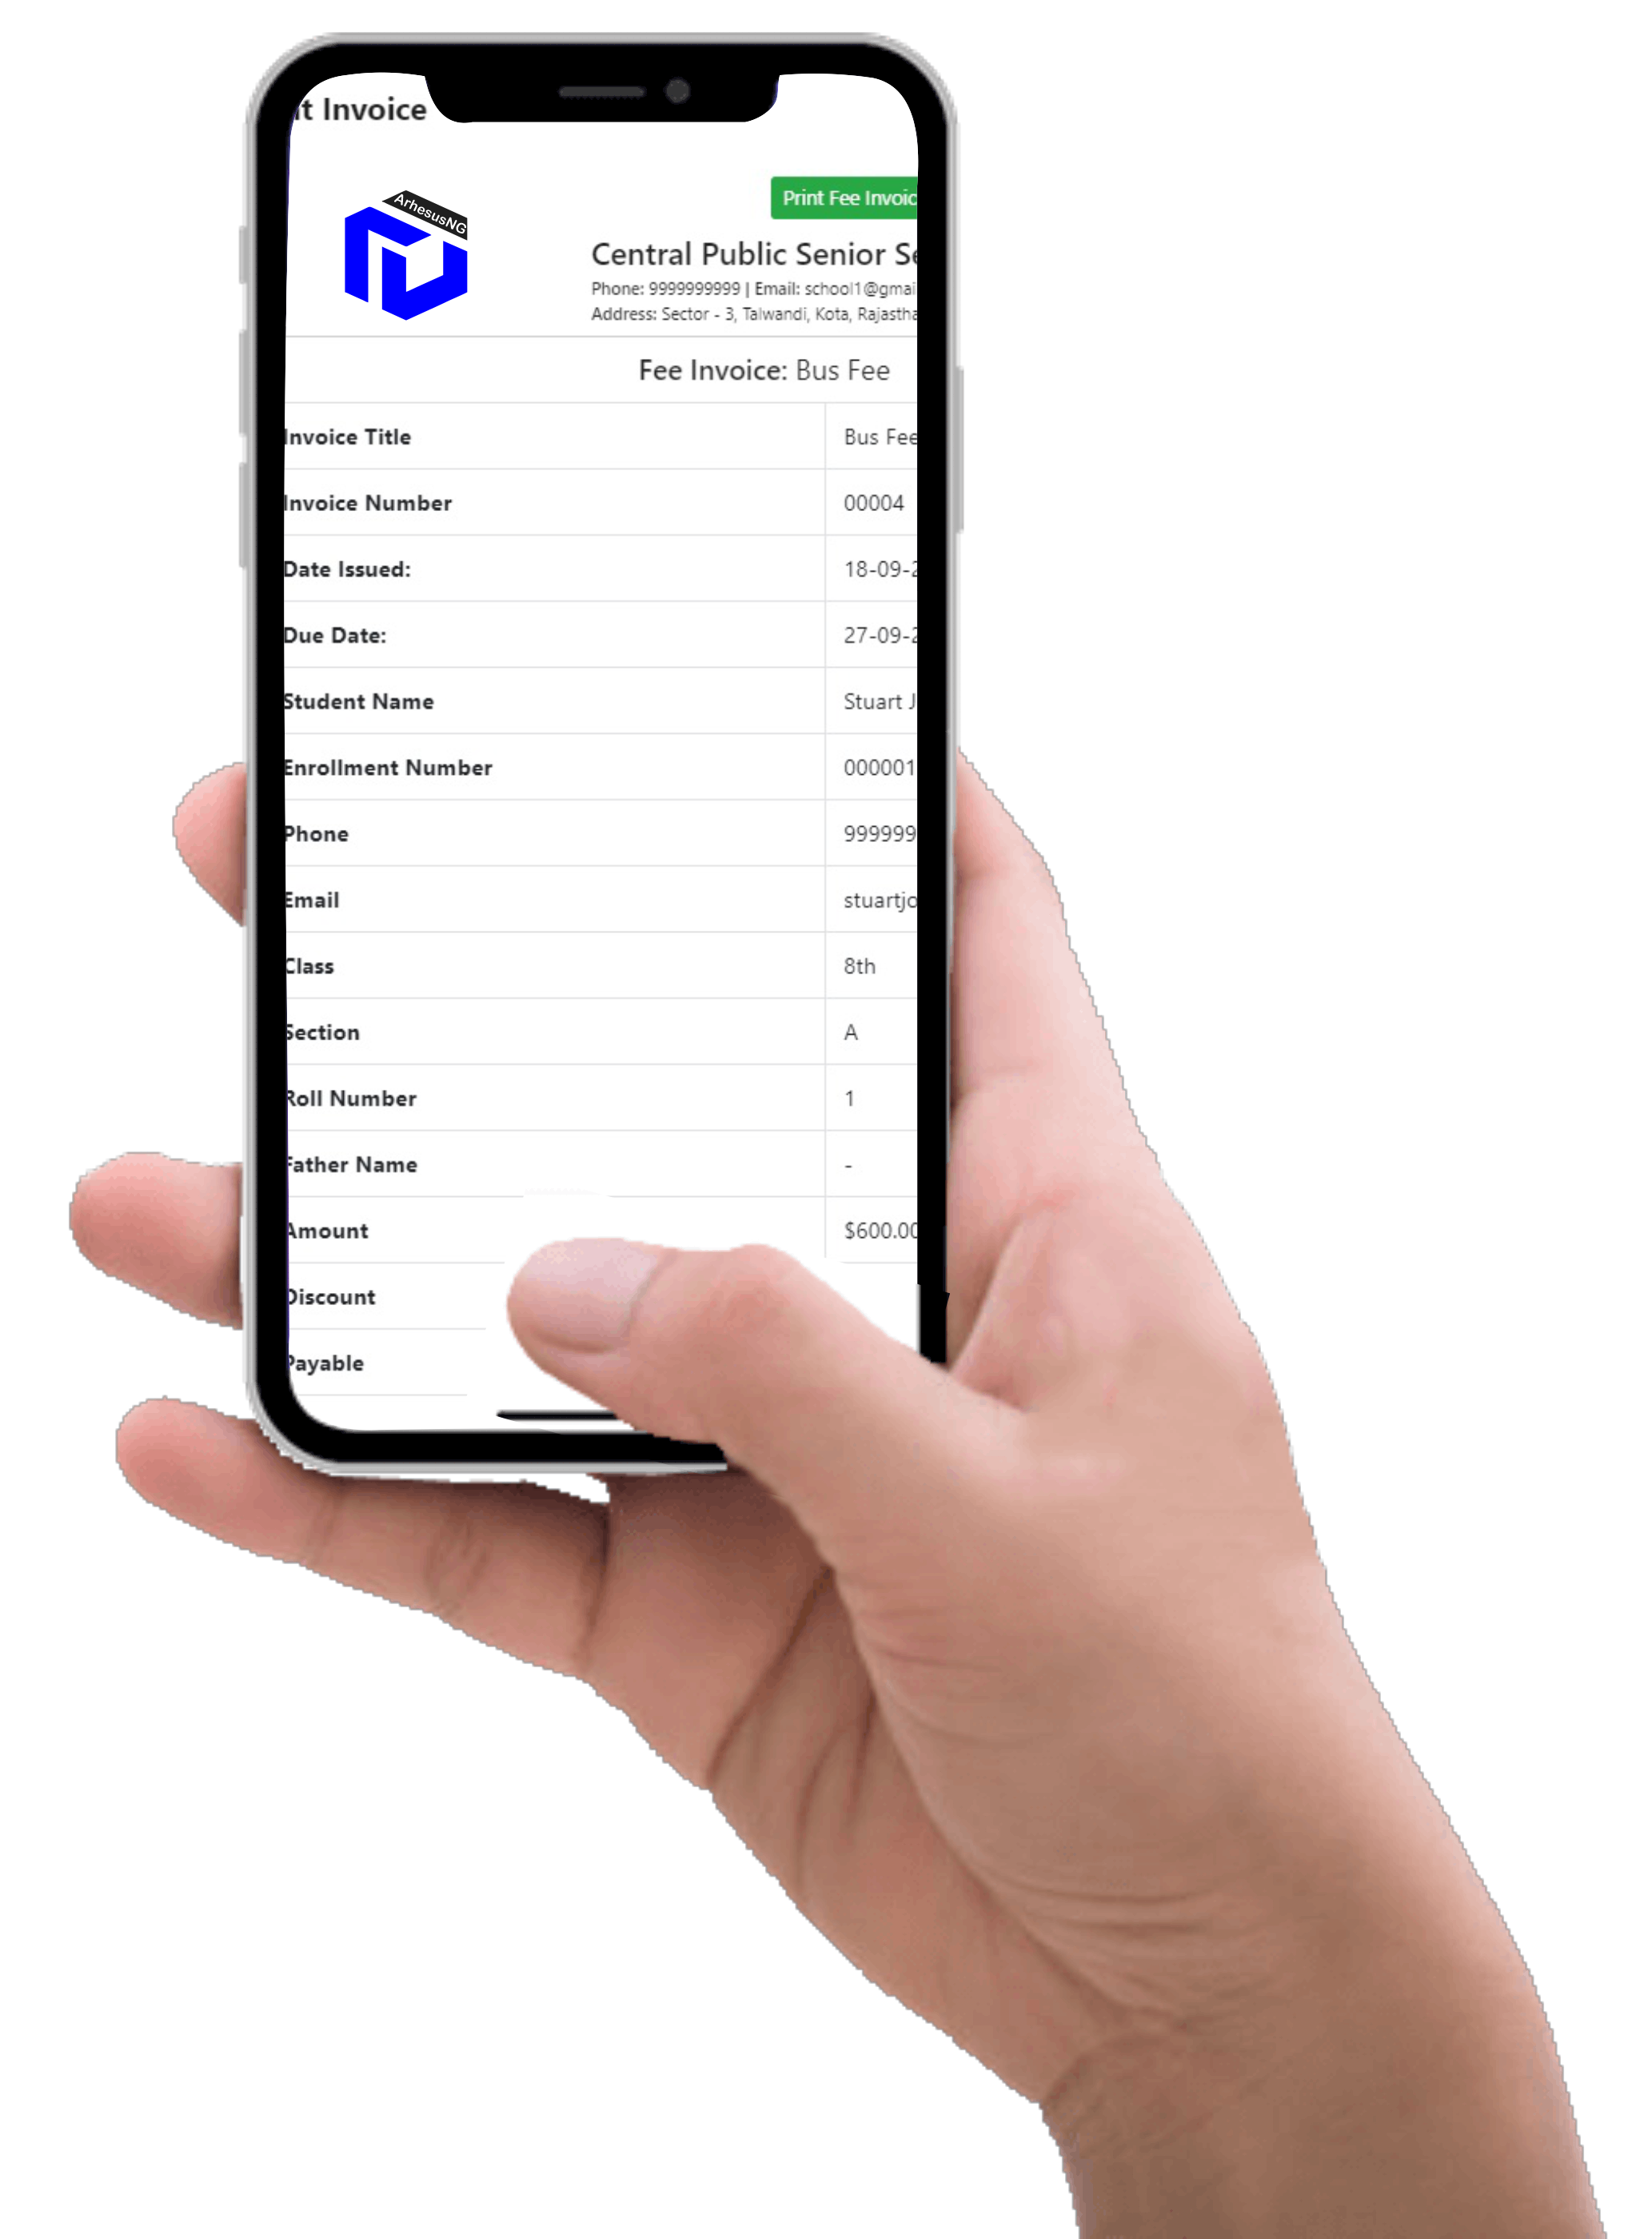 it Invoice
Print Fee Invoic
ArhesusNG
Central Public Senior Se
Phone: 9999999999 | Email: school1@gmai
Address: Sector - 3, Talwandi, Kota, Rajastha
Fee Invoice: Bus Fee
Invoice Title Bus Fee
Invoice Number 00004
Date Issued: 18-09-2
Due Date: 27-09-2
Student Name Stuart J
Enrollment Number 000001
Phone 999999
Email stuartjo
Class 8th
Section A
Roll Number 1
Father Name -
Amount $600.00
Discount
Payable